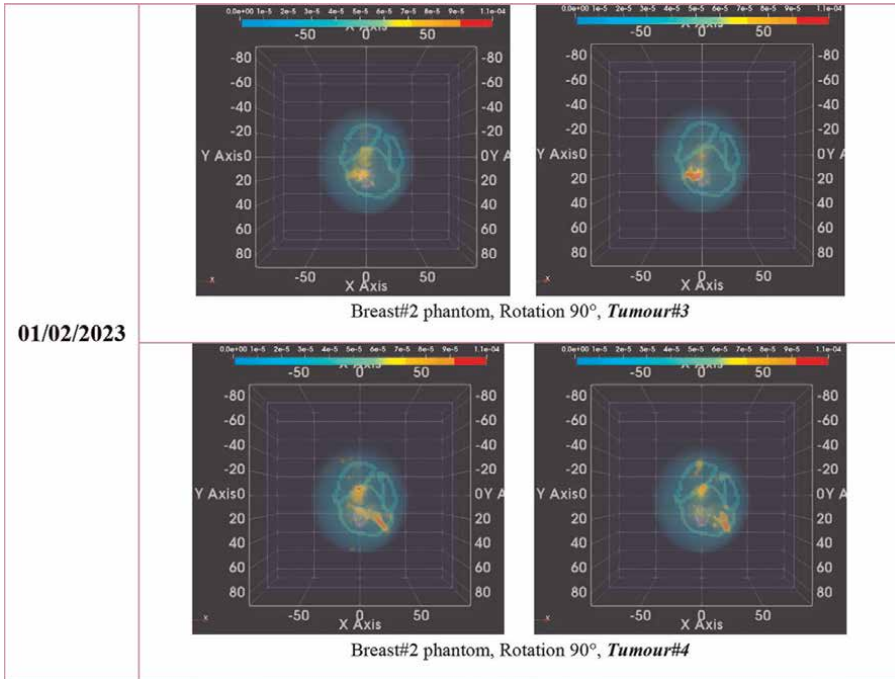 01/02/2023
0.0e+00 1e-5 2e-5 3e-5 4e-5 5e-5 6e-5 7e-5 8e-5 9e-5 1.1e-04
X Axis
-50 0 50
-80 -80
-60 -60
-40 -40
-20 -20
Y Axis0 0Y A
20 20
40 40
60 60
80 80
-50 0 50
X Axis
x
0.0e+00 1e-5 2e-5 3e-5 4e-5 5e-5 6e-5 7e-5 8e-5 9e-5 1.1e-04
X Axis
-50 0 50
-80 -80
-60 -60
-40 -40
-20 -20
Y Axis0 0Y A
20 20
40 40
60 60
80 80
-50 0 50
X Axis
x
Breast#2 phantom, Rotation 90°, Tumour#3
0.0e+00 1e-5 2e-5 3e-5 4e-5 5e-5 6e-5 7e-5 8e-5 9e-5 1.1e-04
X Axis
-50 0 50
-80 -80
-60 -60
-40 -40
-20 -20
Y Axis0 0Y A
20 20
40 40
60 60
80 80
-50 0 50
X Axis
x
0.0e+00 1e-5 2e-5 3e-5 4e-5 5e-5 6e-5 7e-5 8e-5 9e-5 1.1e-04
X Axis
-50 0 50
-80 -80
-60 -60
-40 -40
-20 -20
Y Axis0 0Y A
20 20
40 40
60 60
80 80
-50 0 50
X Axis
x
Breast#2 phantom, Rotation 90°, Tumour#4